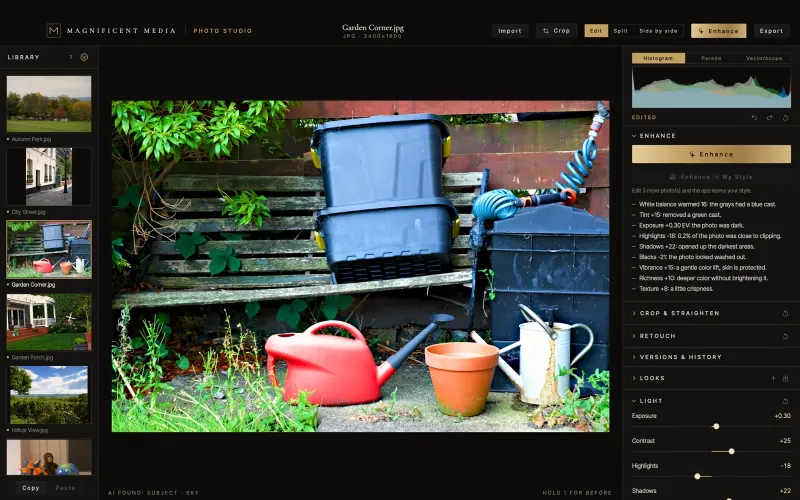 MAGNIFICENT MEDIA
PHOTO STUDIO
Garden Corner.jpg
JPG · 2400×1600
Import
Crop
Edit
Split
Side by side
Enhance
Export
LIBRARY
7
Autumn Park.jpg
City Street.jpg
Garden Corner.jpg
Garden Porch.jpg
Hilltop View.jpg
Copy
Paste
AI FOUND: SUBJECT · SKY
HOLD \ FOR BEFORE
Histogram
Parade
Vectorscope
EDITED
ENHANCE
Enhance
Enhance in My Style
Edit 3 more photo(s) and the app learns your style.
– White balance warmed 16: the grays had a blue cast.
– Tint +15: removed a green cast.
– Exposure +0.30 EV: the photo was dark.
– Highlights -18: 0.2% of the photo was close to clipping.
– Shadows +22: opened up the darkest areas.
– Blacks -21: the photo looked washed out.
– Vibrance +15: a gentle color lift, skin is protected.
– Richness +10: deeper color without brightening it.
– Texture +8: a little crispness.
CROP & STRAIGHTEN
RETOUCH
VERSIONS & HISTORY
LOOKS
LIGHT
Exposure +0.30
Contrast +25
Highlights -18
Shadows +22